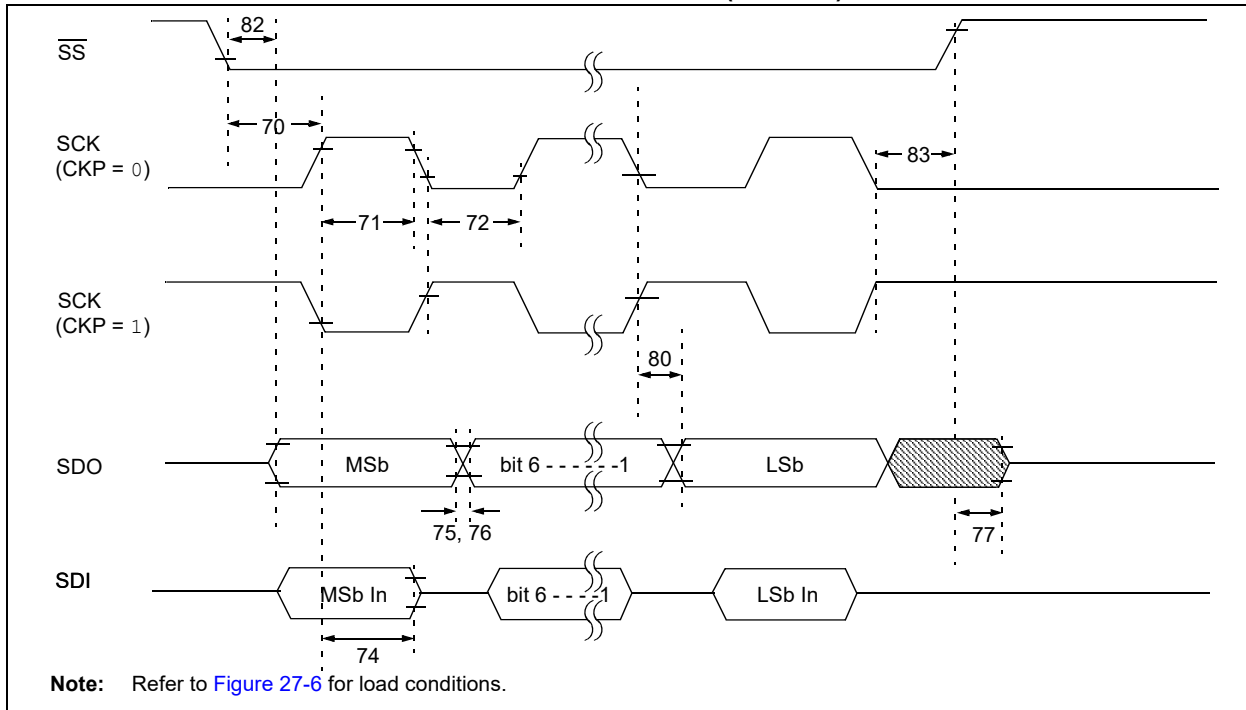 82
SS
70
SCK
(CKP = 0)
83
71
72
SCK
(CKP = 1)
80
SDO
MSb
bit 6 - - - - - -1
LSb
75, 76
77
SDI
MSb In
bit 6 - - - -1
LSb In
74
Note: Refer to Figure 27-6 for load conditions.